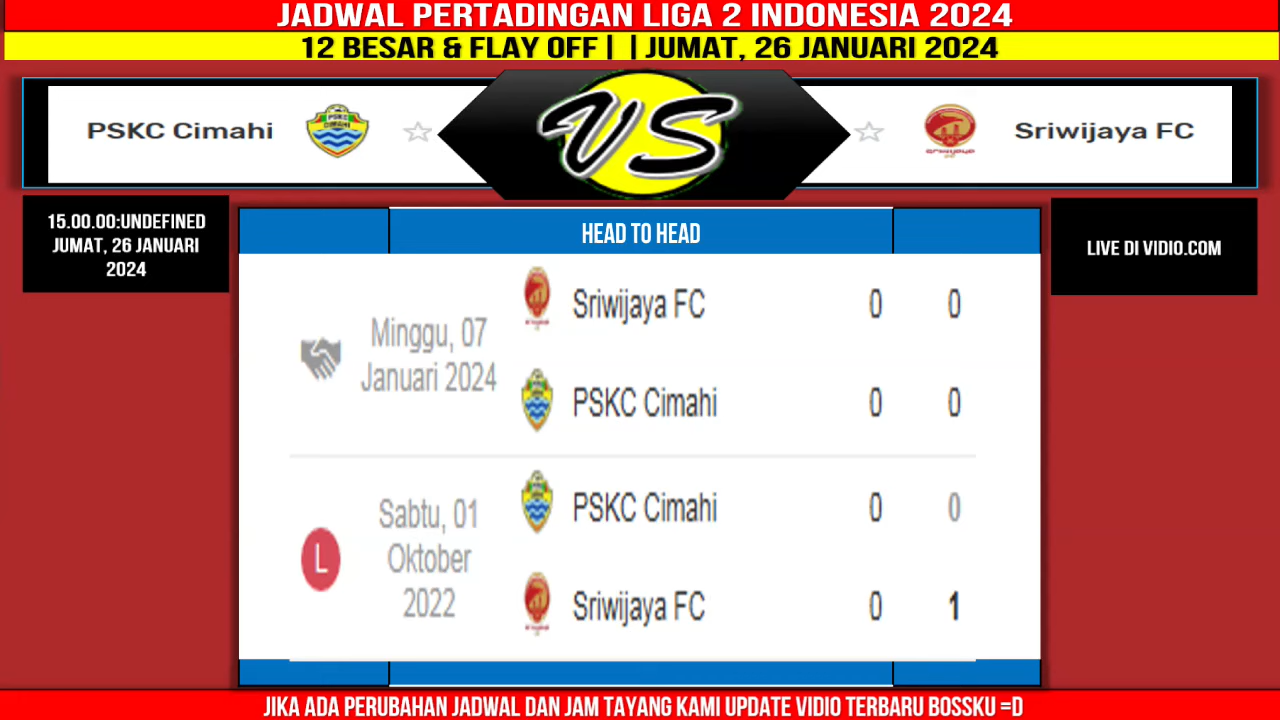 JADWAL PERTADINGAN LIGA 2 INDONESIA 2024
12 BESAR & FLAY OFF | | JUMAT, 26 JANUARI 2024
PSKC Cimahi
PSKC
CIMAHI
VS
SRIWIJAYA
Sriwijaya FC
15.00.00:UNDEFINED
JUMAT, 26 JANUARI
2024
HEAD TO HEAD
LIVE DI VIDIO.COM
Minggu, 07
Januari 2024
Sriwijaya FC 0 0
PSKC Cimahi 0 0
L
Sabtu, 01
Oktober
2022
PSKC Cimahi 0 0
Sriwijaya FC 0 1
JIKA ADA PERUBAHAN JADWAL DAN JAM TAYANG KAMI UPDATE VIDIO TERBARU BOSSKU =D